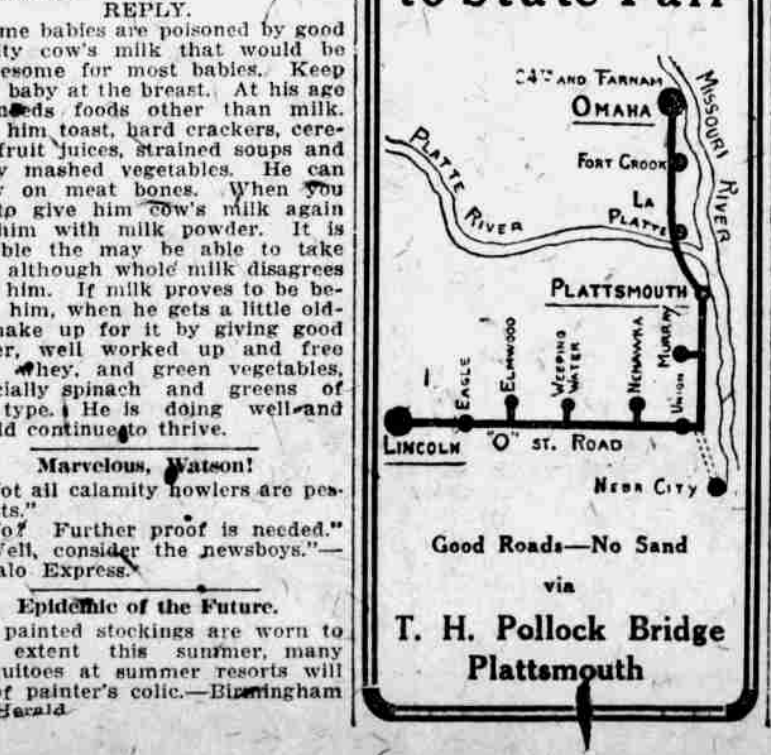 REPLY.
me babies are poisoned by good
ty cow's milk that would be
esome for most babies. Keep
baby at the breast. At his age
needs foods other than milk.
him toast, hard crackers, cere-
fruit juices, strained soups and
y mashed vegetables. He can
on meat bones. When you
to give him cow's milk again
him with milk powder. It is
ble the may be able to take
although whole milk disagrees
him. If milk proves to be be-
him, when he gets a little old-
make up for it by giving good
er, well worked up and free
whey, and green vegetables,
cially spinach and greens of
type. He is doing well and
ld continue to thrive.
Marvelous, Watson!
ot all calamity howlers are pes-
ts."
o? Further proof is needed."
ell, consider the newsboys."—
alo Express.
Epidemic of the Future.
painted stockings are worn to
extent this summer, many
uitoes at summer resorts will
f painter's colic.—Birmingham
Herald
to State Fair
24TH AND FARNAM
OMAHA
MISSOURI RIVER
FORT CROOK
PLATTE RIVER
LA
PLATTE
PLATTSMOUTH
MURRAY
EAGLE
ELMWOOD
WEEPING
WATER
NEHAWKA
UNION
LINCOLN
"O" ST. ROAD
NEBR CITY
Good Roads—No Sand
via
T. H. Pollock Bridge
Plattsmouth